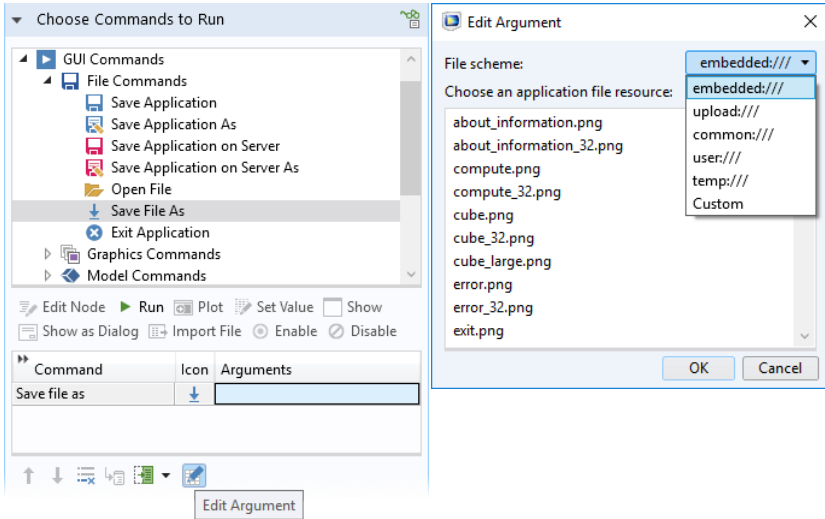 Choose Commands to Run
GUI Commands
File Commands
Save Application
Save Application As
Save Application on Server
Save Application on Server As
Open File
Save File As
Exit Application
Graphics Commands
Model Commands
Edit Node Run Plot Set Value Show
Show as Dialog Import File Enable Disable
Command Icon Arguments
Save file as
Edit Argument
Edit Argument
File scheme: embedded:///
Choose an application file resource:
embedded:///
upload:///
common:///
user:///
temp:///
Custom
about_information.png
about_information_32.png
compute.png
compute_32.png
cube.png
cube_32.png
cube_large.png
error.png
error_32.png
exit.png
OK Cancel